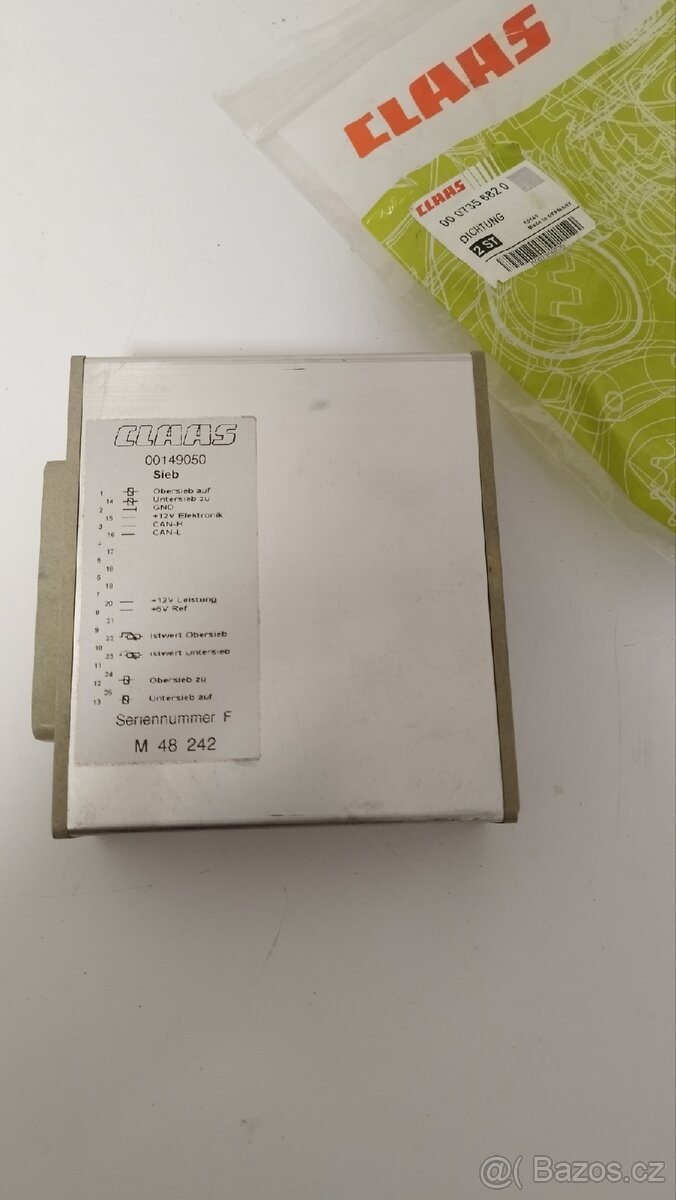 CLAAS
CLAAS
00 0735 682 0
DICHTUNG
2 ST
Made in GERMANY
CLAAS
00149050
Sieb
1 Obersieb auf
14 Untersieb zu
2 GND
15 +12V Elektronik
3 CAN-H
16 CAN-L
4
17
5
18
6
19
7
20 +12V Leistung
8 +5V Ref
21
9
22 Istwert Obersieb
10
23 Istwert Untersieb
11
24
12 Obersieb zu
25
13 Untersieb auf
Seriennummer F
M 48 242
@( Bazos.cz